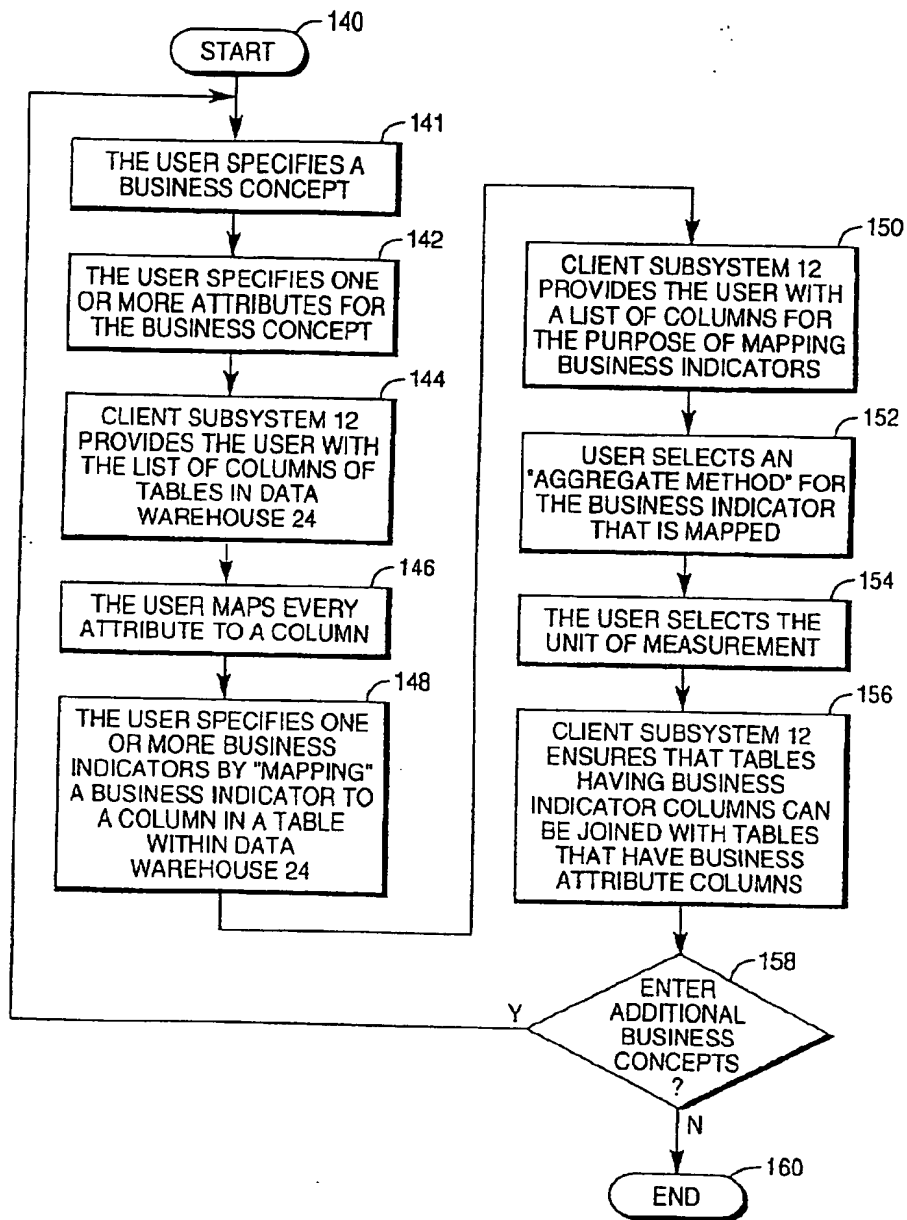 140
START
141
THE USER SPECIFIES A
BUSINESS CONCEPT
142
THE USER SPECIFIES ONE
OR MORE ATTRIBUTES FOR
THE BUSINESS CONCEPT
144
CLIENT SUBSYSTEM 12
PROVIDES THE USER WITH
THE LIST OF COLUMNS OF
TABLES IN DATA
WAREHOUSE 24
146
THE USER MAPS EVERY
ATTRIBUTE TO A COLUMN
148
THE USER SPECIFIES ONE
OR MORE BUSINESS
INDICATORS BY "MAPPING"
A BUSINESS INDICATOR TO
A COLUMN IN A TABLE
WITHIN DATA
WAREHOUSE 24
150
CLIENT SUBSYSTEM 12
PROVIDES THE USER WITH
A LIST OF COLUMNS FOR
THE PURPOSE OF MAPPING
BUSINESS INDICATORS
152
USER SELECTS AN
"AGGREGATE METHOD" FOR
THE BUSINESS INDICATOR
THAT IS MAPPED
154
THE USER SELECTS THE
UNIT OF MEASUREMENT
156
CLIENT SUBSYSTEM 12
ENSURES THAT TABLES
HAVING BUSINESS
INDICATOR COLUMNS CAN
BE JOINED WITH TABLES
THAT HAVE BUSINESS
ATTRIBUTE COLUMNS
158
ENTER
ADDITIONAL
BUSINESS
CONCEPTS
?
Y
N
160
END